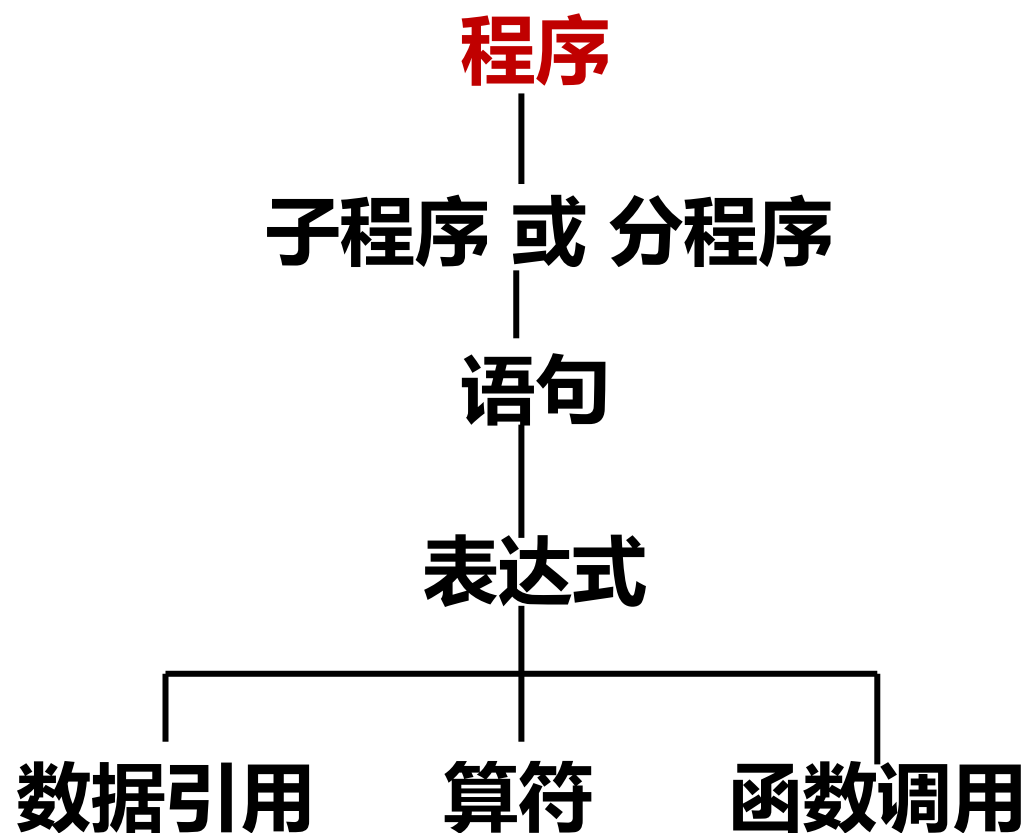 程序
子程序 或 分程序
语句
表达式
数据引用 算符 函数调用